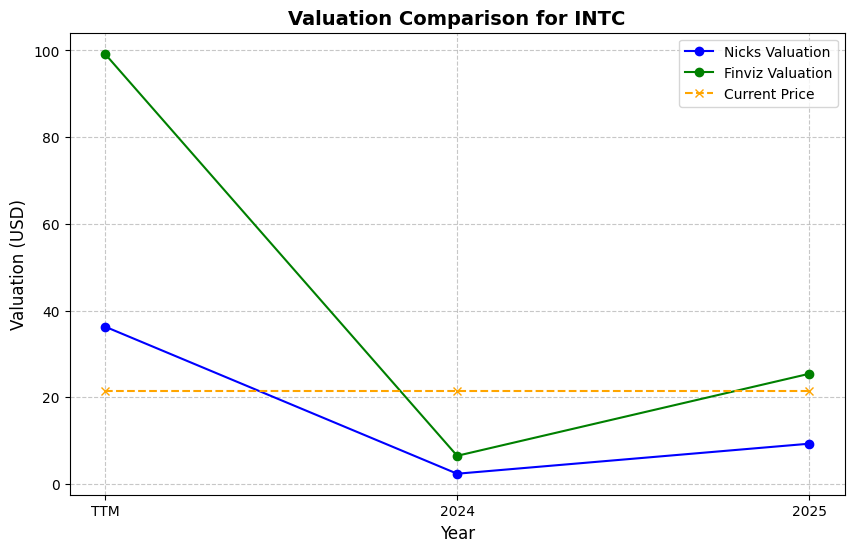 Valuation Comparison for INTC
Nicks Valuation
Finviz Valuation
Current Price
Valuation (USD)
100
80
60
40
20
0
TTM
2024
2025
Year